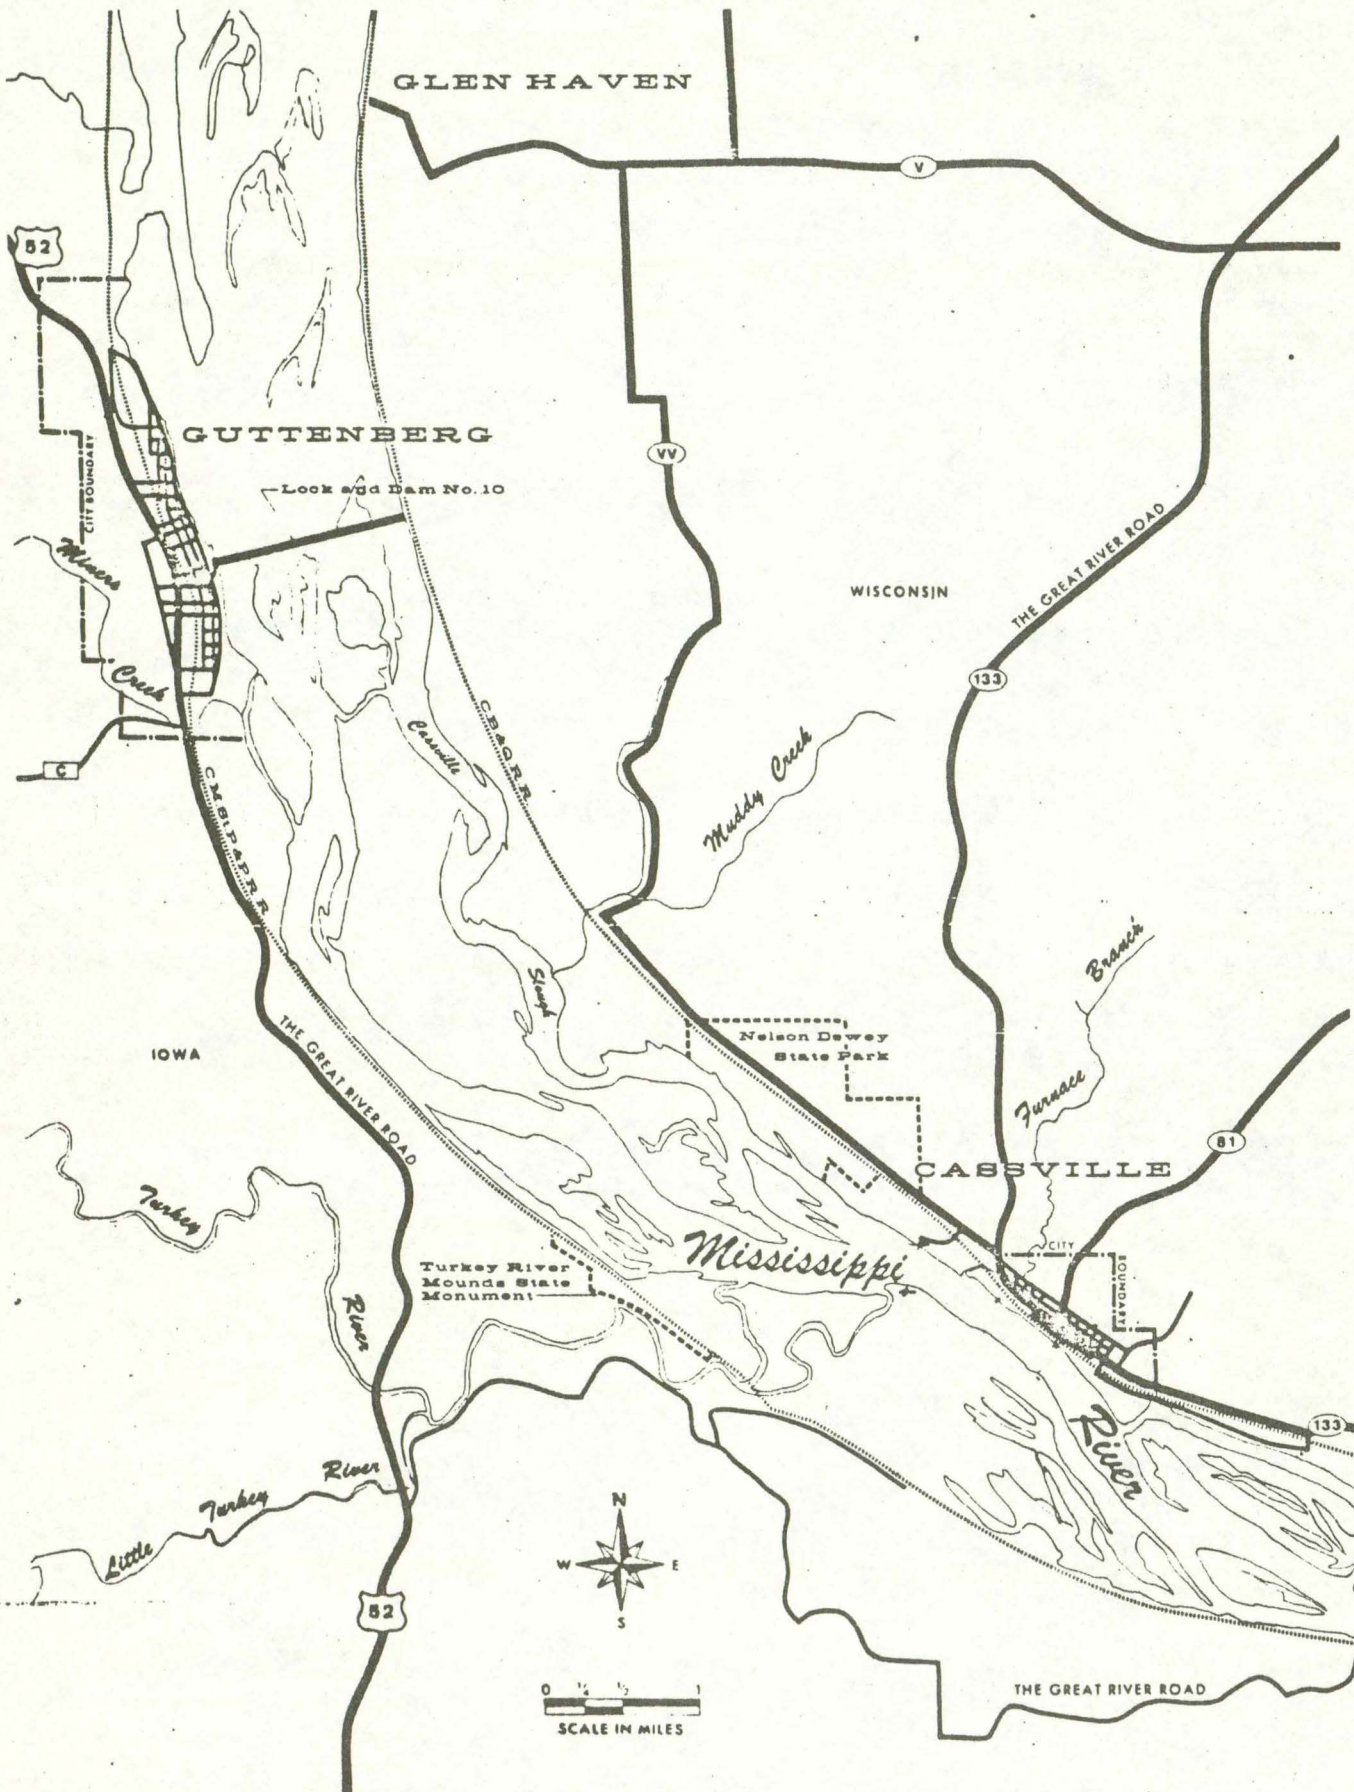 GLEN HAVEN
V
52
GUTTENBERG
CITY BOUNDARY
Lock and Dam No. 10
VV
Miners
Creek
WISCONSIN
THE GREAT RIVER ROAD
133
C
Cassville
Slough
C B & Q R R
C M St P & P R R
Muddy Creek
Branch
Furnace
Nelson Dewey
State Park
IOWA
THE GREAT RIVER ROAD
81
CASSVILLE
Turkey
River
Mississippi
CITY
BOUNDARY
Turkey River
Mounds State
Monument
River
133
River
Turkey
Little
N
W
E
S
52
0 ¼ ½ 1
SCALE IN MILES
THE GREAT RIVER ROAD